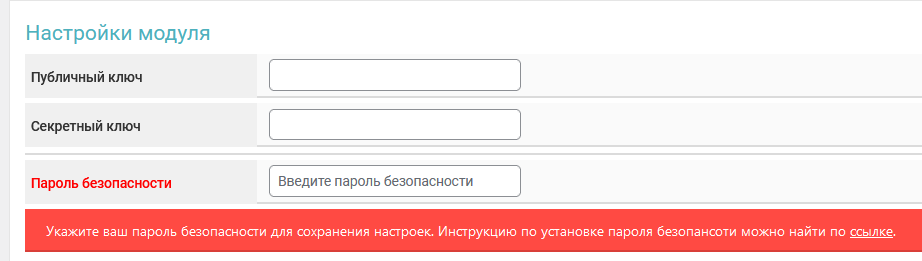 Настройки модуля
Публичный ключ
Секретный ключ
Пароль безопасности Введите пароль безопасности
Укажите ваш пароль безопасности для сохранения настроек. Инструкцию по установке пароля безопансоти можно найти по ссылке.